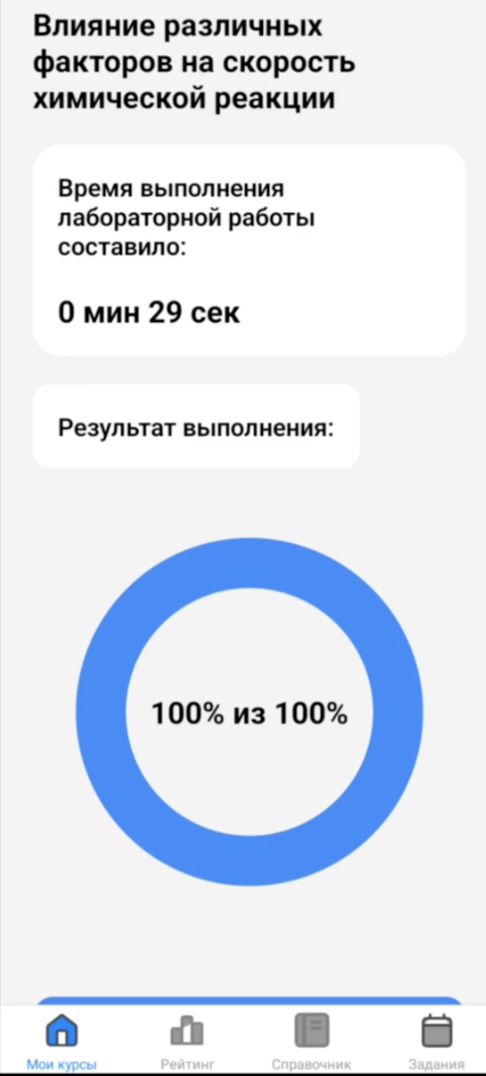 Влияние различных
факторов на скорость
химической реакции
Время выполнения
лабораторной работы
составило:
0 мин 29 сек
Результат выполнения:
100% из 100%
Мои курсы
Рейтинг
Справочник
Задания